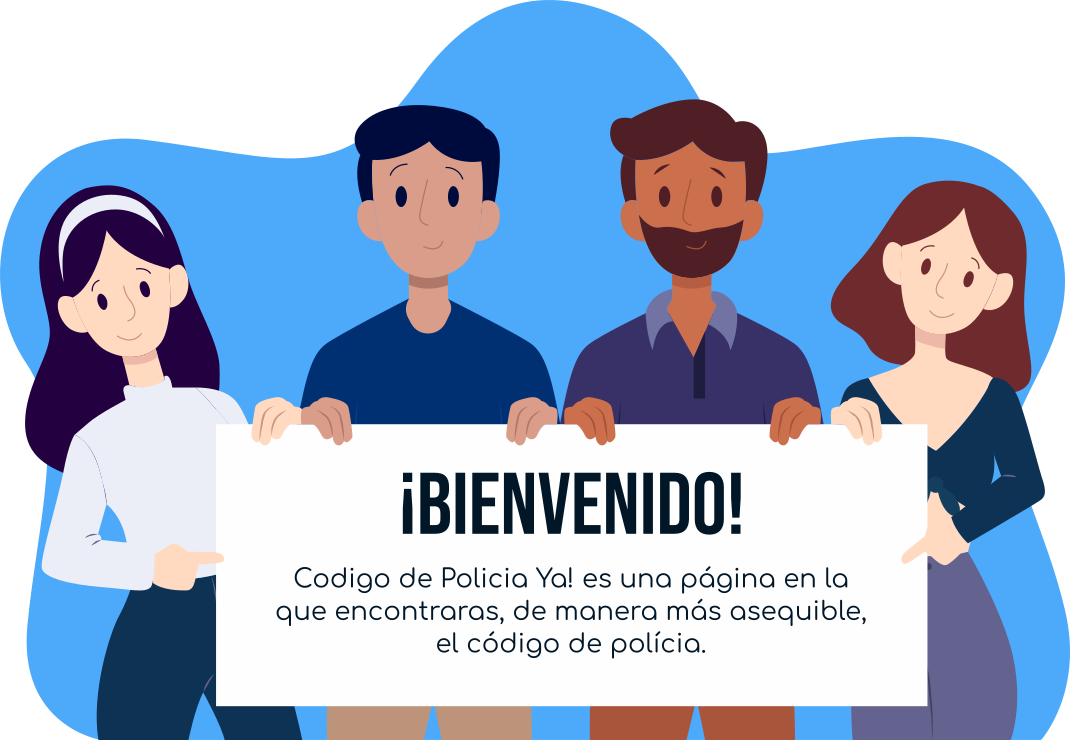 ¡BIENVENIDO!
Codigo de Policia Ya! es una página en la
que encontraras, de manera más asequible,
el código de polícia.